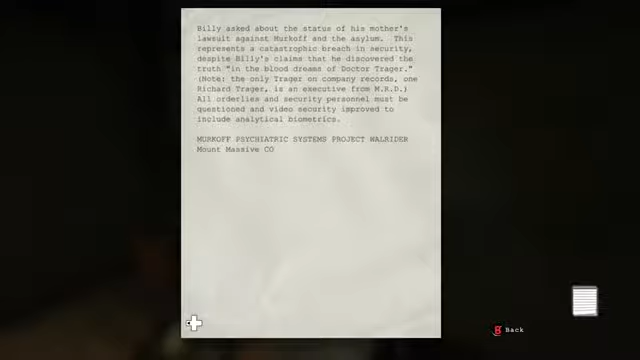 Billy asked about the status of his mother's
lawsuit against Murkoff and the asylum. This
represents a catastrophic breach in security,
despite Billy's claims that he discovered the
truth "in the blood dreams of Doctor Trager."
(Note: the only Trager on company records, one
Richard Trager, is an executive from M.R.D.)
All orderlies and security personnel must be
questioned and video security improved to
include analytical biometrics.
MURKOFF PSYCHIATRIC SYSTEMS PROJECT WALRIDER
Mount Massive CO
Back